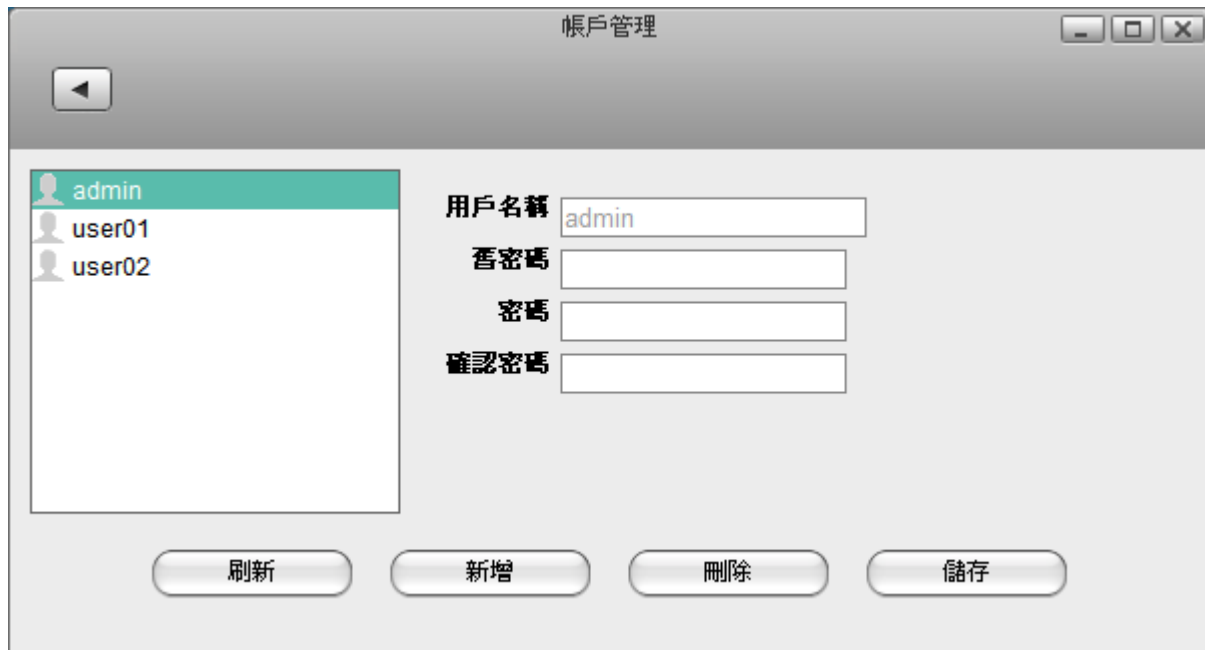 帳戶管理
admin
user01
user02
用戶名稱 admin
舊密碼
密碼
確認密碼
刷新 新增 刪除 儲存